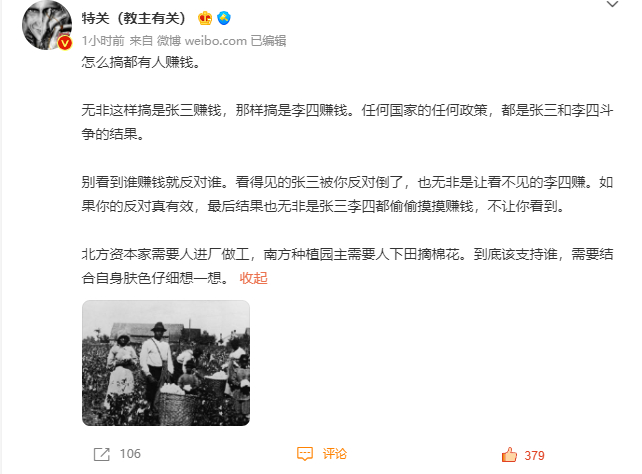 特关（教主有关）
1小时前 来自 微博 weibo.com 已编辑
怎么搞都有人赚钱。
无非这样搞是张三赚钱，那样搞是李四赚钱。任何国家的任何政策，都是张三和李四斗
争的结果。
别看到谁赚钱就反对谁。看得见的张三被你反对倒了，也无非是让看不见的李四赚。如
果你的反对真有效，最后结果也无非是张三李四都偷偷摸摸赚钱，不让你看到。
北方资本家需要人进厂做工，南方种植园主需要人下田摘棉花。到底该支持谁，需要结
合自身肤色仔细想一想。 收起
106
评论
379